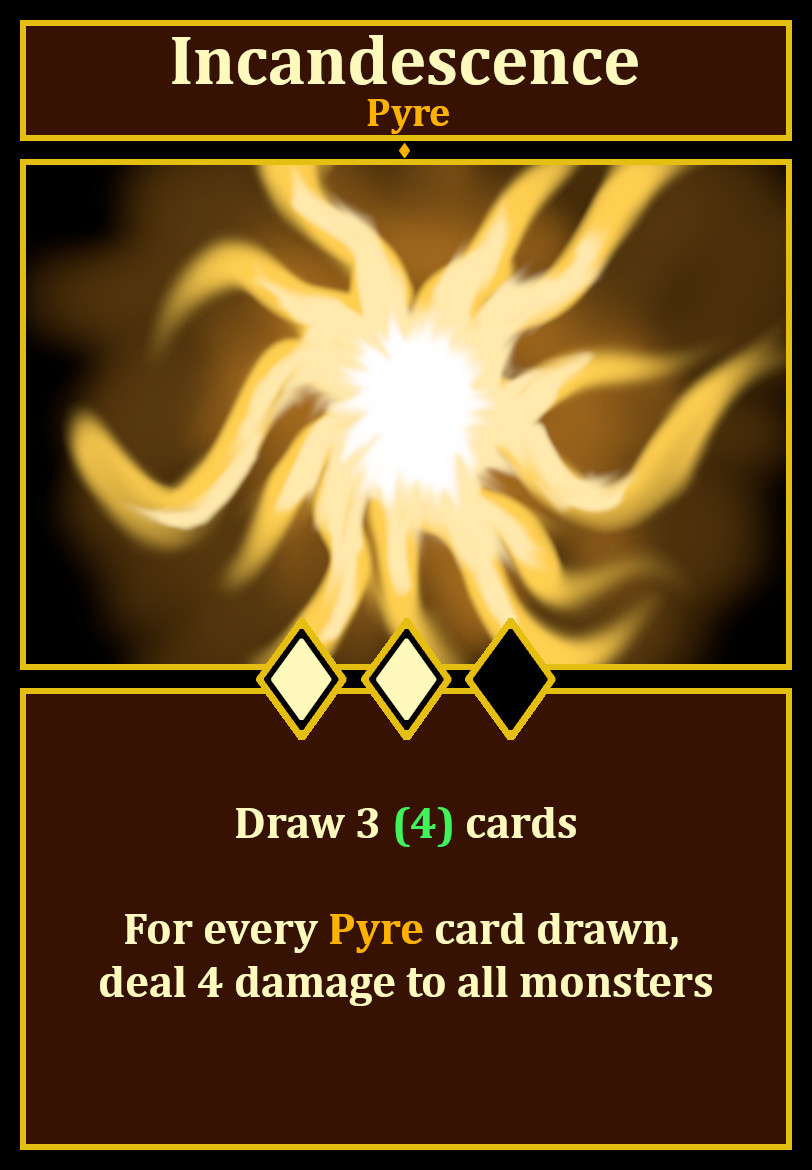 Incandescence
Pyre
Draw 3 (4) cards
For every Pyre card drawn,
deal 4 damage to all monsters